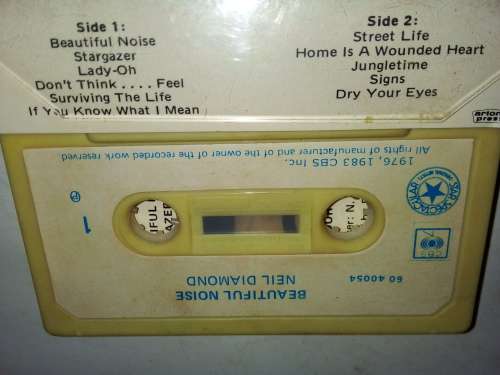 Side 1:
Beautiful Noise
Stargazer
Lady-Oh
Don't Think . . . . Feel
Surviving The Life
If You Know What I Mean
Side 2:
Street Life
Home Is A Wounded Heart
Jungletime
Signs
Dry Your Eyes
BEAUTIFUL NOISE
NEIL DIAMOND
60 40054
CBS
1
℗
1976, 1983 CBS Inc.
All rights of manufacturer and of the owner of the recorded work reserved